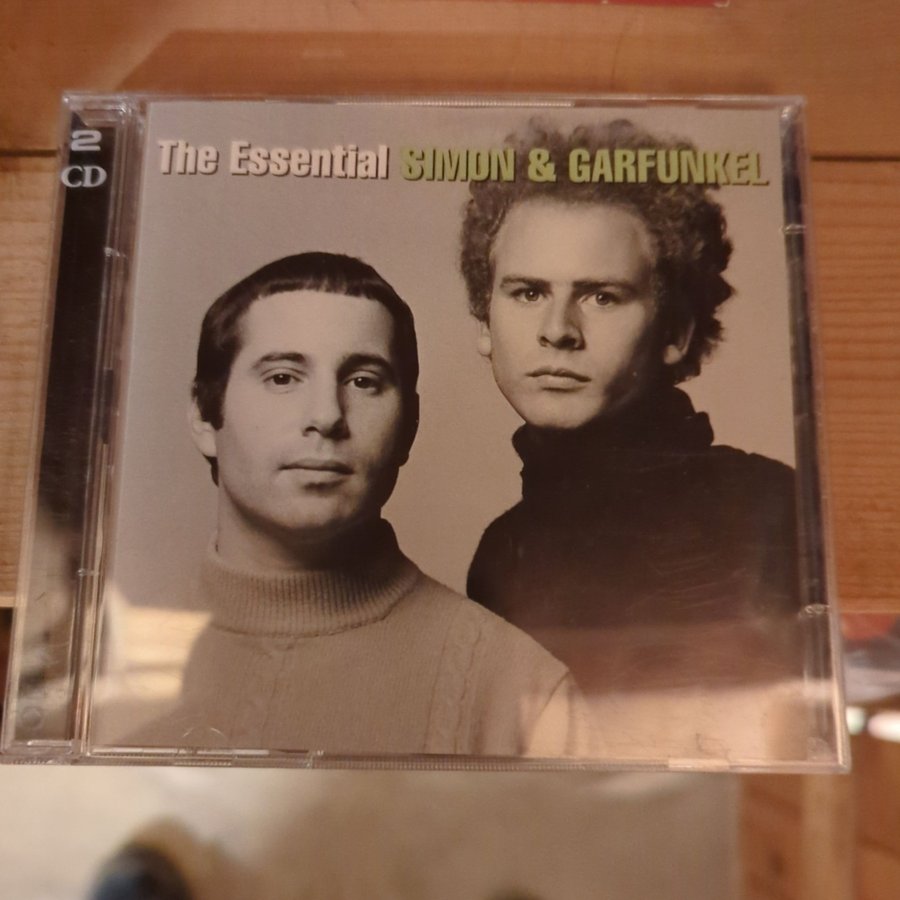 2
CD
The Essential SIMON & GARFUNKEL